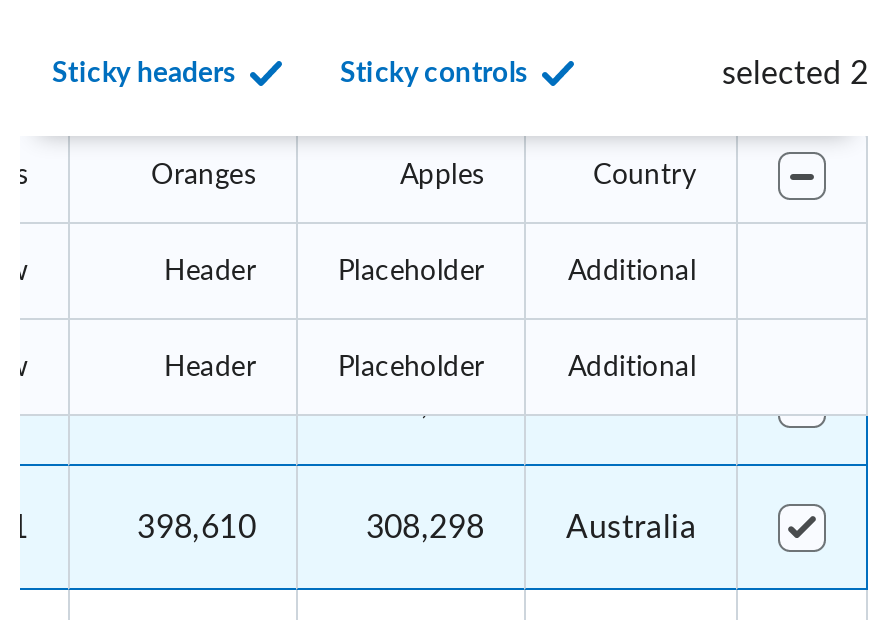 Sticky headers Sticky controls selected 2
Oranges Apples Country
Header Placeholder Additional
Header Placeholder Additional
398,610 308,298 Australia